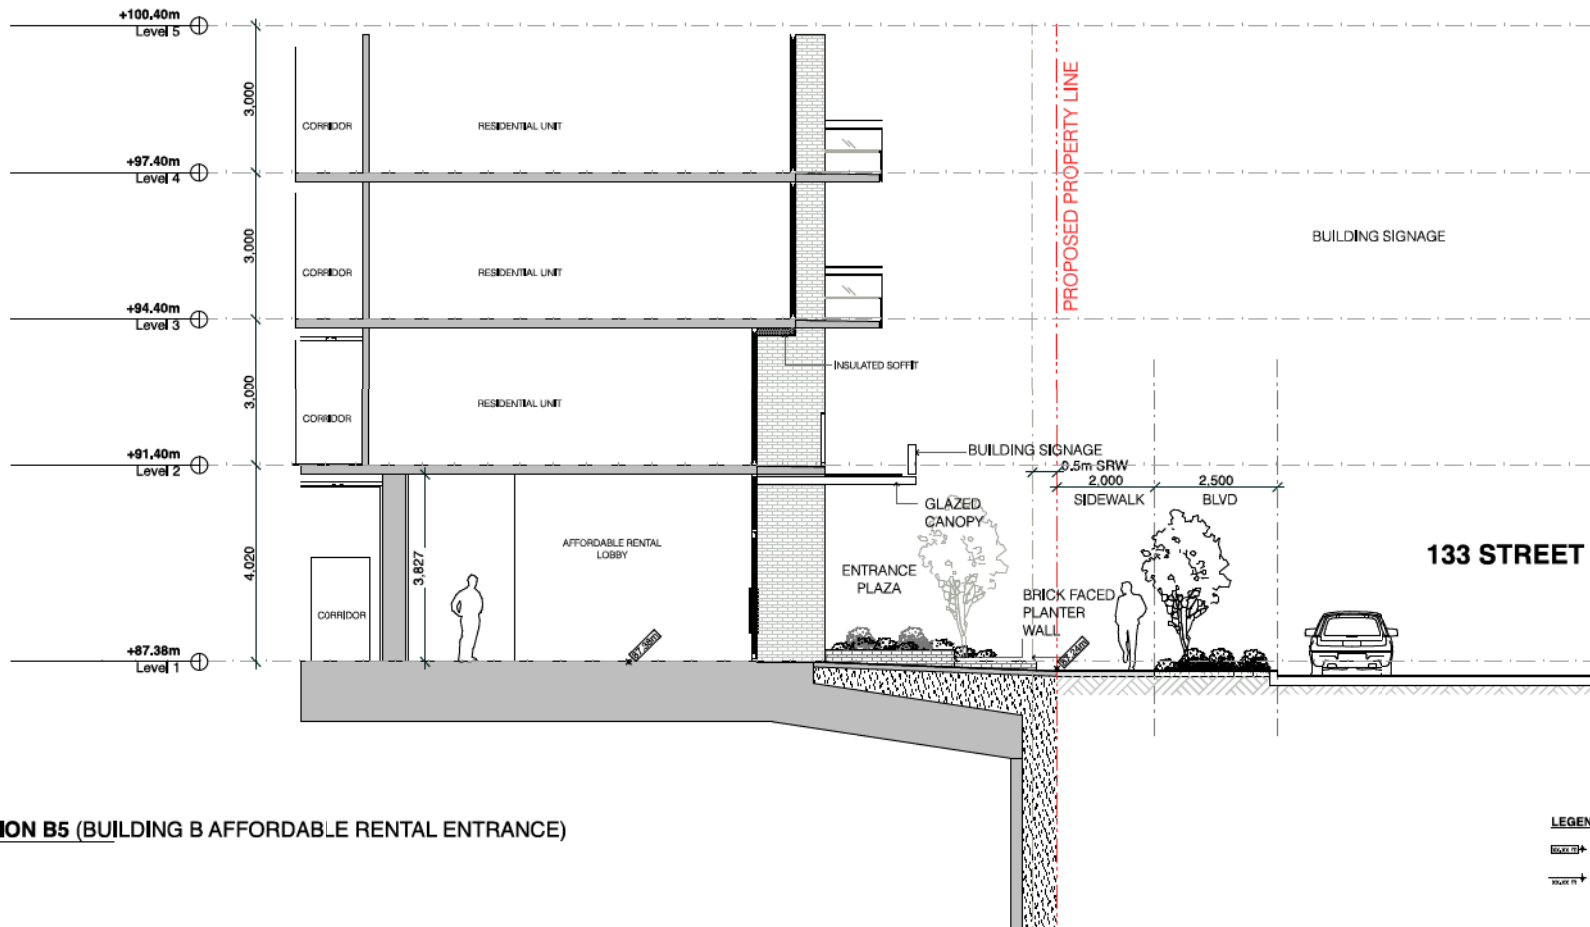 +100.40m
Level 5
3,000
CORRIDOR
RESIDENTIAL UNIT
PROPOSED PROPERTY LINE
+97.40m
Level 4
3,000
CORRIDOR
RESIDENTIAL UNIT
BUILDING SIGNAGE
+94.40m
Level 3
3,000
CORRIDOR
RESIDENTIAL UNIT
INSULATED SOFFIT
+91.40m
Level 2
BUILDING SIGNAGE
0.5m SRW
2,000
2,500
SIDEWALK
BLVD
GLAZED
CANOPY
4,020
3,827
AFFORDABLE RENTAL
LOBBY
133 STREET
ENTRANCE
PLAZA
BRICK FACED
PLANTER
WALL
CORRIDOR
87.38m
87.24m
+87.38m
Level 1
ION B5 (BUILDING B AFFORDABLE RENTAL ENTRANCE)
LEGEN